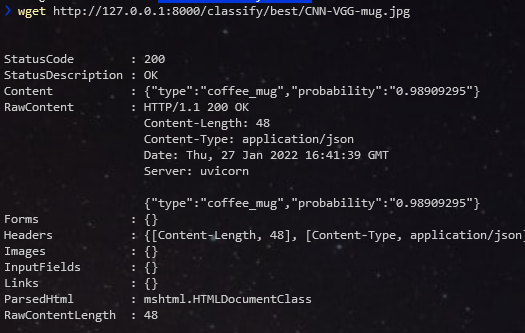 ❯ wget http://127.0.0.1:8000/classify/best/CNN-VGG-mug.jpg
StatusCode : 200
StatusDescription : OK
Content : {"type":"coffee_mug","probability":"0.98909295"}
RawContent : HTTP/1.1 200 OK
Content-Length: 48
Content-Type: application/json
Date: Thu, 27 Jan 2022 16:41:39 GMT
Server: uvicorn
{"type":"coffee_mug","probability":"0.98909295"}
Forms : {}
Headers : {[Content-Length, 48], [Content-Type, application/json]
Images : {}
InputFields : {}
Links : {}
ParsedHtml : mshtml.HTMLDocumentClass
RawContentLength : 48